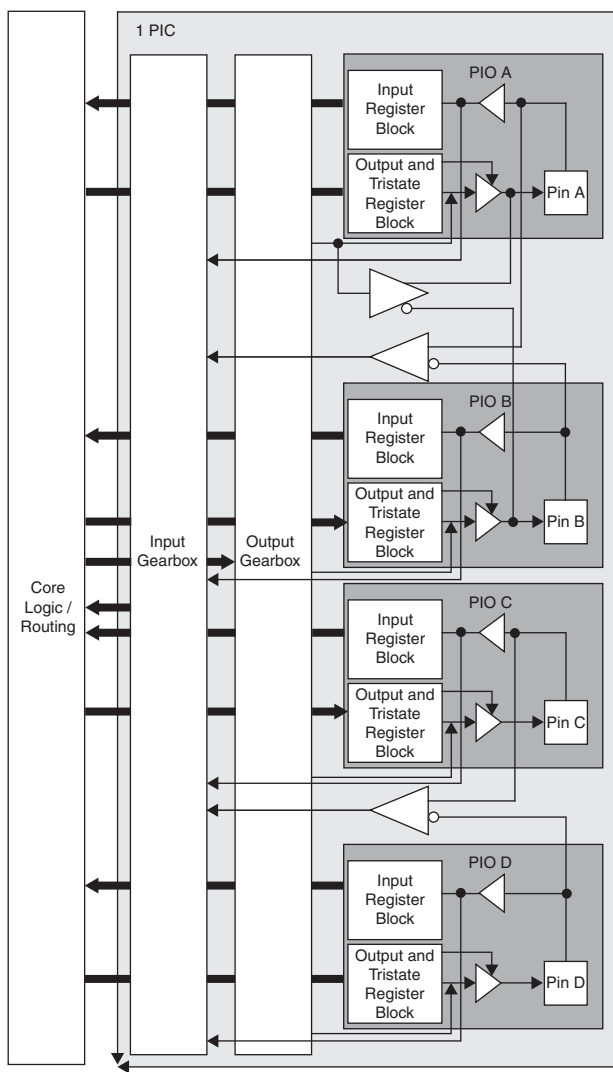 1 PIC
PIO A
Input
Register
Block
Output and
Tristate
Register
Block
Pin A
PIO B
Input
Register
Block
Output and
Tristate
Register
Block
Pin B
Input
Gearbox
Output
Gearbox
Core
Logic /
Routing
PIO C
Input
Register
Block
Output and
Tristate
Register
Block
Pin C
PIO D
Input
Register
Block
Output and
Tristate
Register
Block
Pin D